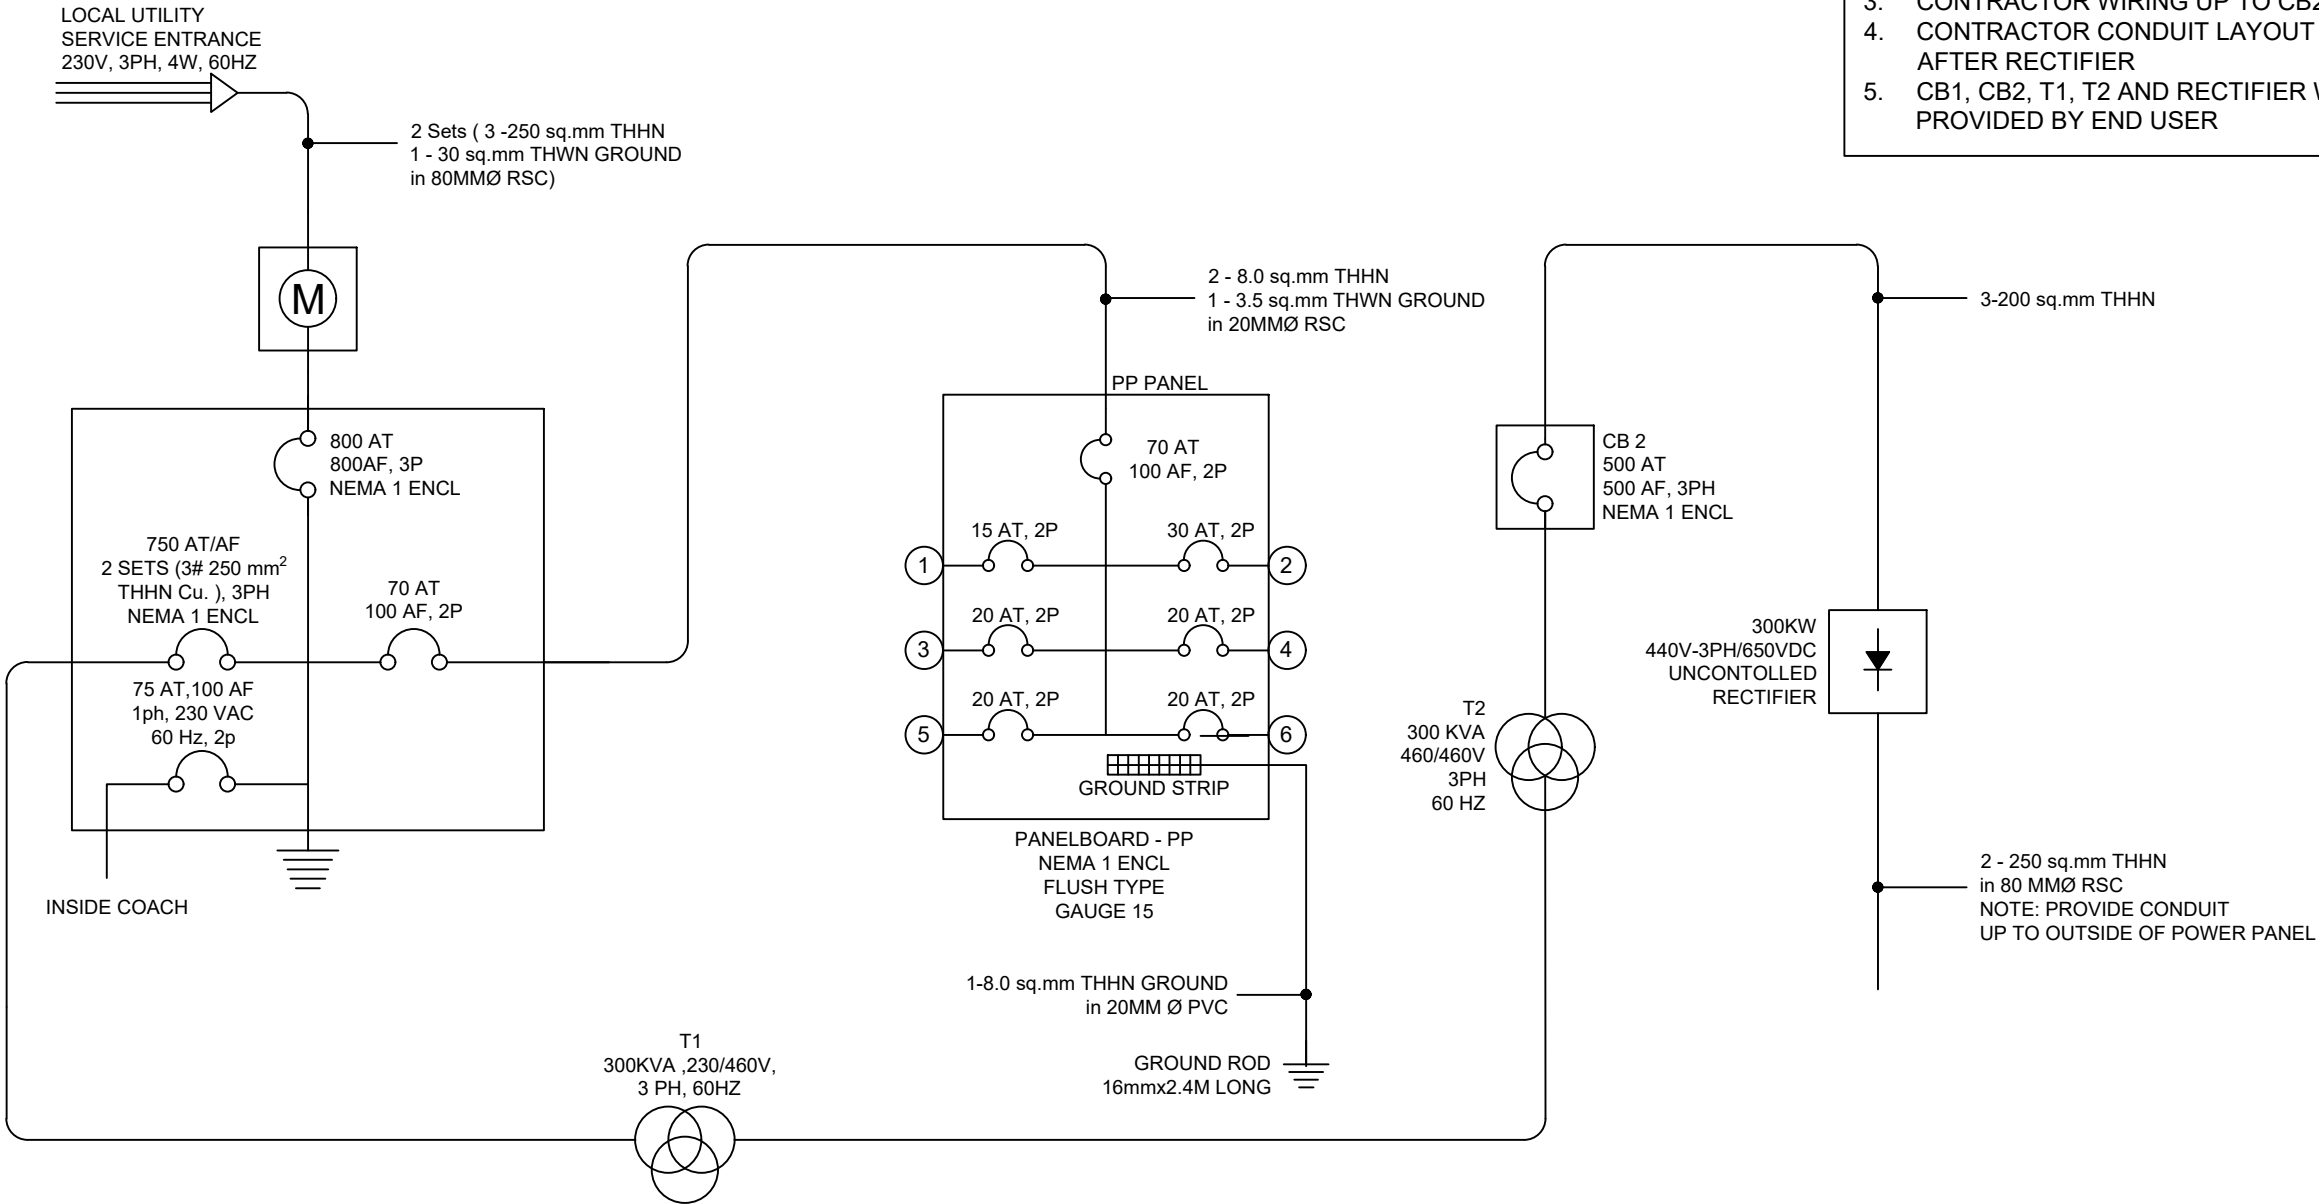 LOCAL UTILITY
SERVICE ENTRANCE
230V, 3PH, 4W, 60HZ
2 Sets ( 3 -250 sq.mm THHN
1 - 30 sq.mm THWN GROUND
in 80MMØ RSC)
M
800 AT
800AF, 3P
NEMA 1 ENCL
750 AT/AF
2 SETS (3# 250 mm²
THHN Cu. ), 3PH
NEMA 1 ENCL
70 AT
100 AF, 2P
75 AT,100 AF
1ph, 230 VAC
60 Hz, 2p
INSIDE COACH
2 - 8.0 sq.mm THHN
1 - 3.5 sq.mm THWN GROUND
in 20MMØ RSC
PP PANEL
70 AT
100 AF, 2P
15 AT, 2P
30 AT, 2P
1
2
20 AT, 2P
20 AT, 2P
3
4
20 AT, 2P
20 AT, 2P
5
6
GROUND STRIP
PANELBOARD - PP
NEMA 1 ENCL
FLUSH TYPE
GAUGE 15
1-8.0 sq.mm THHN GROUND
in 20MM Ø PVC
GROUND ROD
16mmx2.4M LONG
T1
300KVA ,230/460V,
3 PH, 60HZ
CB 2
500 AT
500 AF, 3PH
NEMA 1 ENCL
T2
300 KVA
460/460V
3PH
60 HZ
3-200 sq.mm THHN
300KW
440V-3PH/650VDC
UNCONTOLLED
RECTIFIER
2 - 250 sq.mm THHN
in 80 MMØ RSC
NOTE: PROVIDE CONDUIT
UP TO OUTSIDE OF POWER PANEL
3. CONTRACTOR WIRING UP TO CB2
4. CONTRACTOR CONDUIT LAYOUT
AFTER RECTIFIER
5. CB1, CB2, T1, T2 AND RECTIFIER
PROVIDED BY END USER